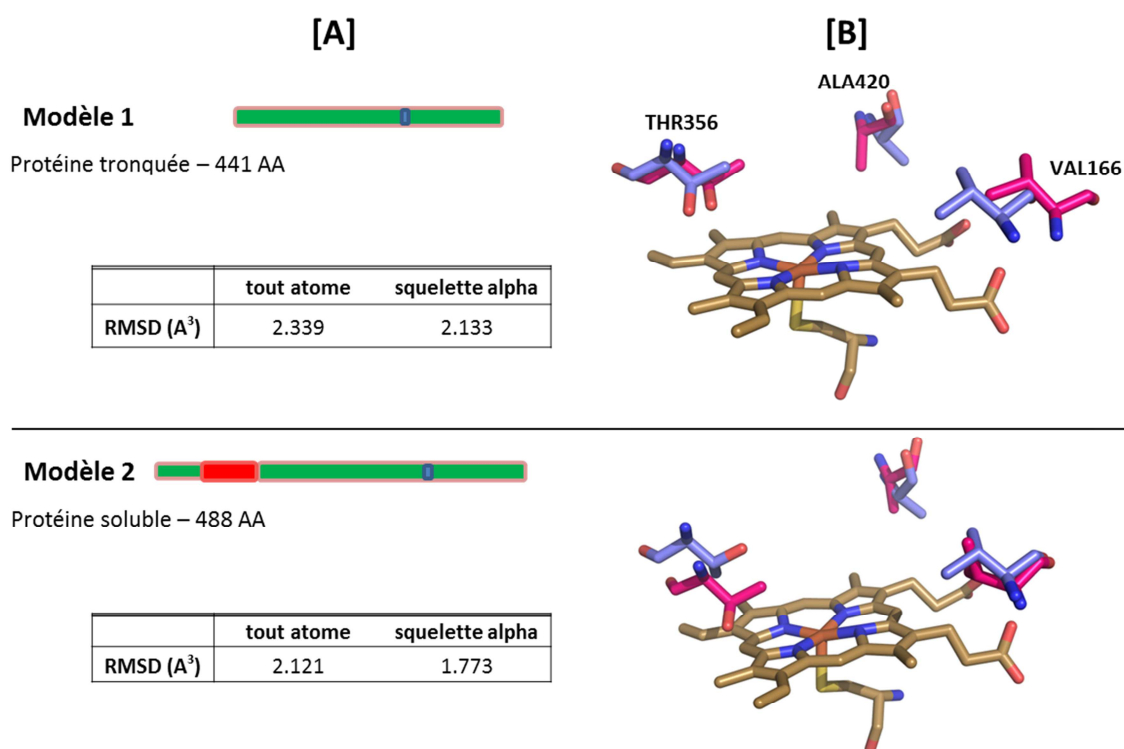 [A]
[B]
Modèle 1
Protéine tronquée – 441 AA
tout atome squelette alpha
RMSD (A³) 2.339 2.133
THR356
ALA420
VAL166
Modèle 2
Protéine soluble – 488 AA
tout atome squelette alpha
RMSD (A³) 2.121 1.773